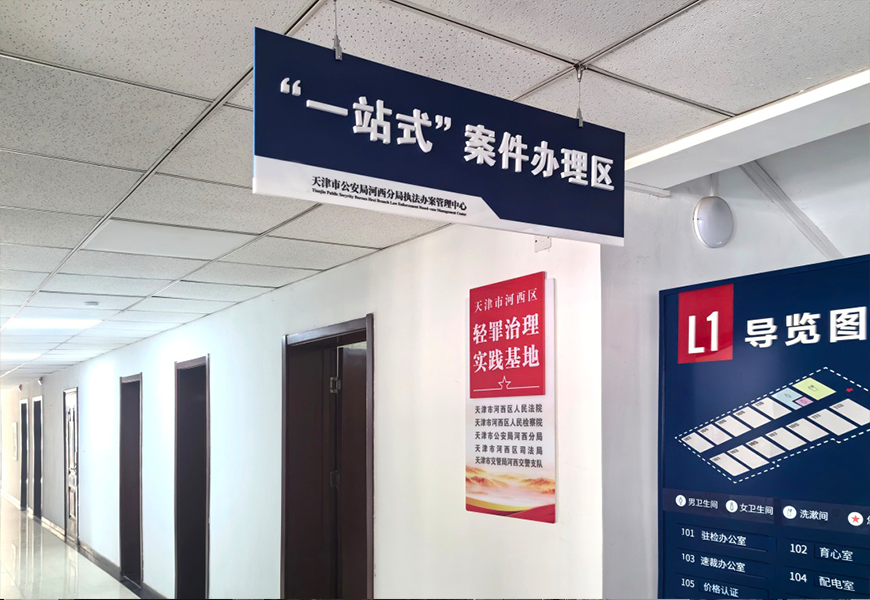 “一站式”案件办理区
天津市公安局河西分局执法办案管理中心
天津市河西区
轻罪治理
实践基地
天津市河西区人民法院
天津市河西区人民检察院
天津市公安局河西分局
天津市河西区司法局
天津市交管局河西交警支队
L1 导览图
男卫生间 女卫生间 洗漱间
101 驻检办公室
102 育心室
103 速裁办公室
104 配电室
105 价格认证